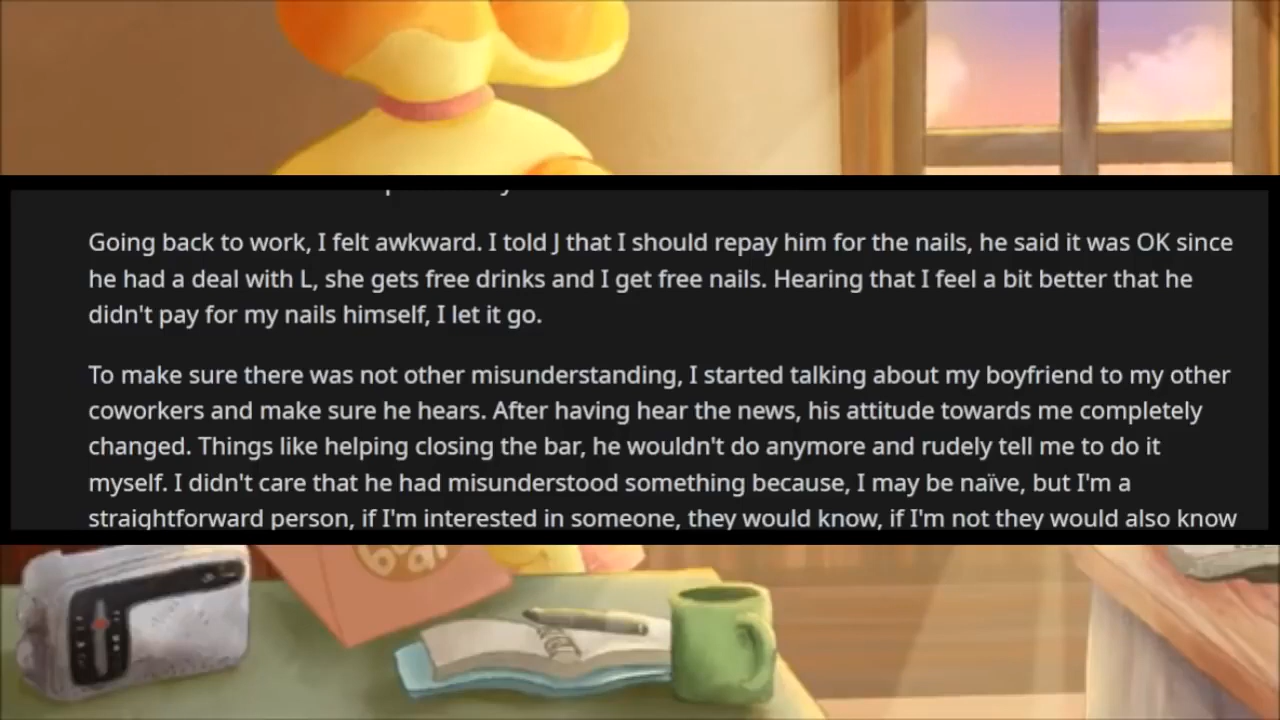 Going back to work, I felt awkward. I told J that I should repay him for the nails, he said it was OK since
he had a deal with L, she gets free drinks and I get free nails. Hearing that I feel a bit better that he
didn't pay for my nails himself, I let it go.
To make sure there was not other misunderstanding, I started talking about my boyfriend to my other
coworkers and make sure he hears. After having hear the news, his attitude towards me completely
changed. Things like helping closing the bar, he wouldn't do anymore and rudely tell me to do it
myself. I didn't care that he had misunderstood something because, I may be naïve, but I'm a
straightforward person, if I'm interested in someone, they would know, if I'm not they would also know